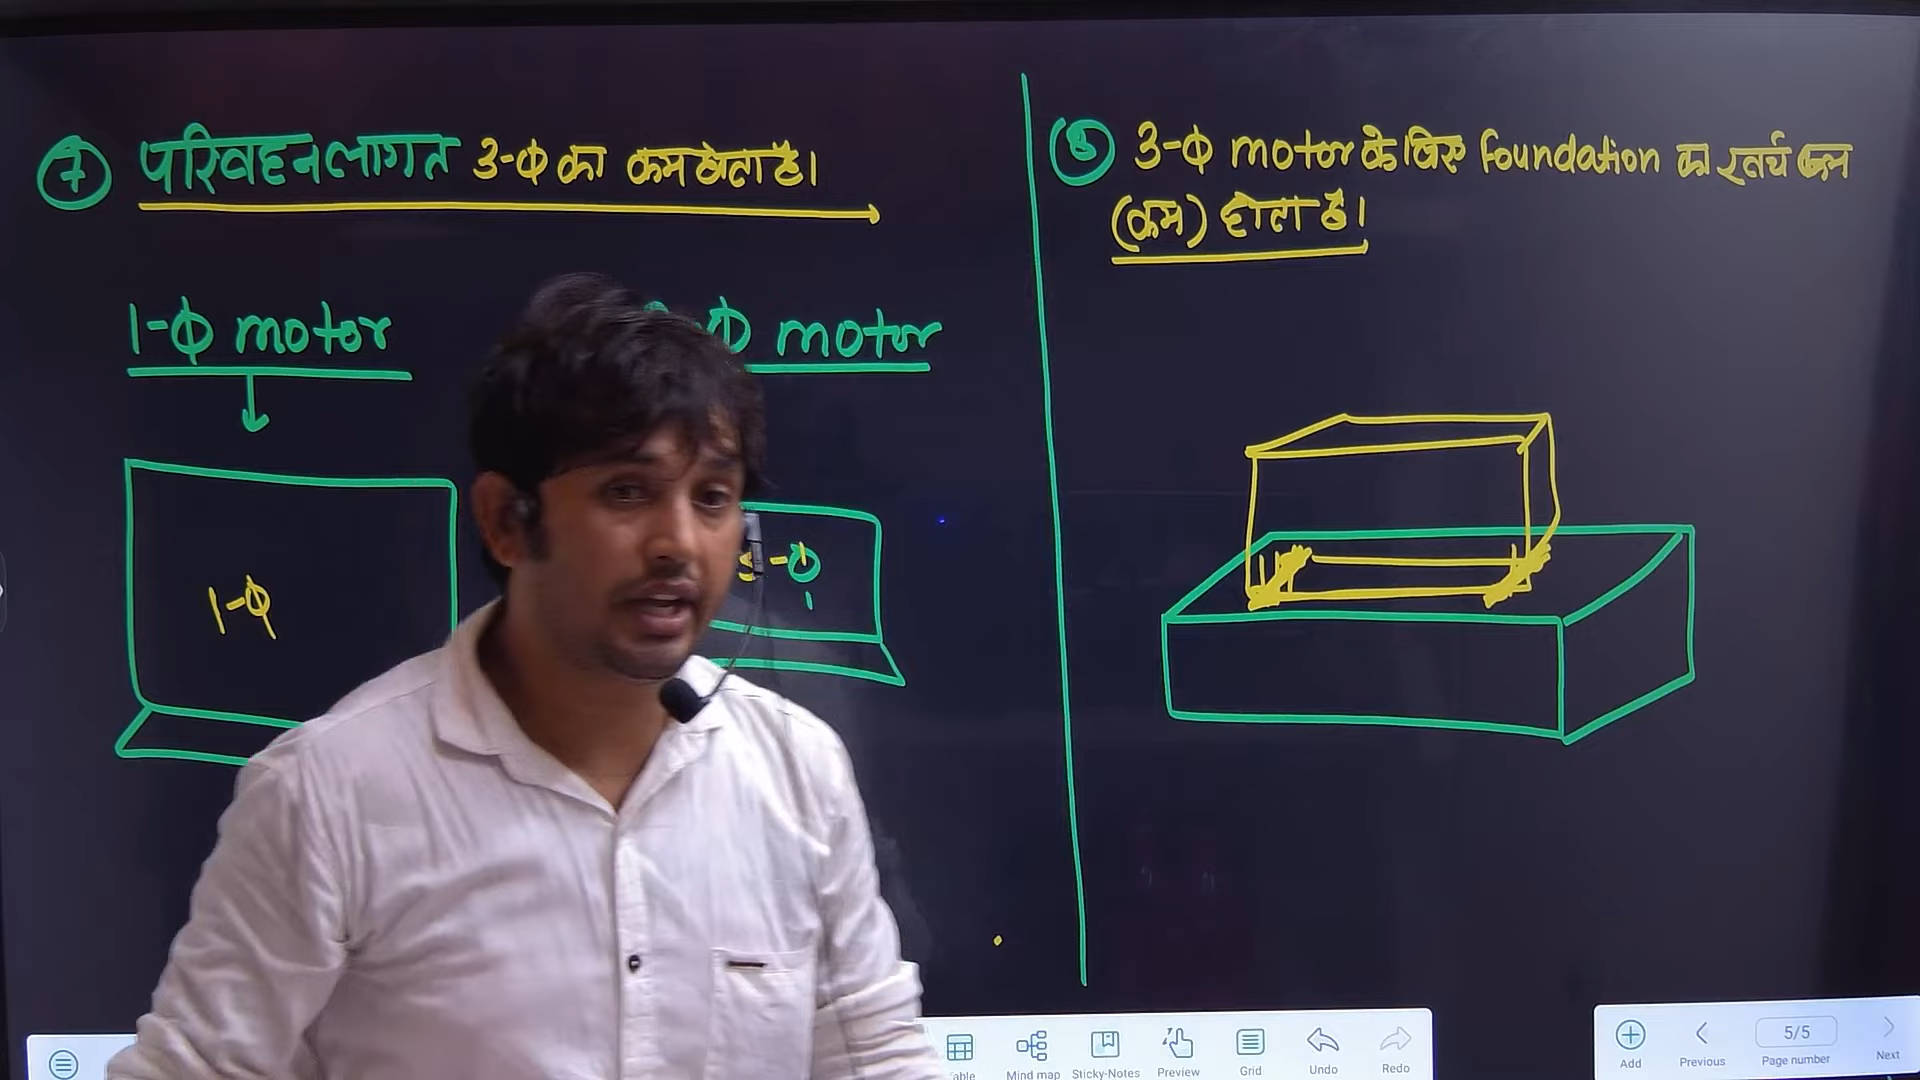 7 परिवहन लागत 3-Φ का कम होता है।
1-Φ motor
Φ motor
1-Φ
3-Φ
8 3-Φ motor के लिए foundation का खर्च कम
(कम) होता है।
able
Mind map
Sticky-Notes
Preview
Grid
Undo
Redo
Add
Previous
5/5
Page number
Next